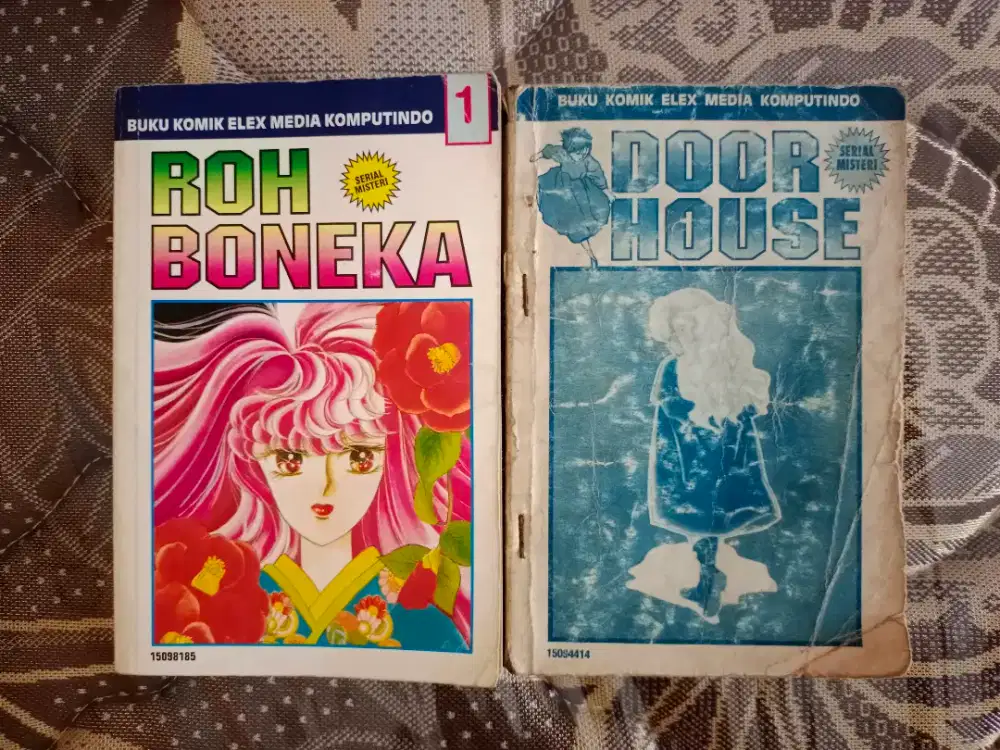 BUKU KOMIK ELEX MEDIA KOMPUTINDO
1
ROH
BONEKA
SERIAL
MISTERI
15098185
BUKU KOMIK ELEX MEDIA KOMPUTINDO
DOOR
HOUSE
SERIAL
MISTERI
15094414